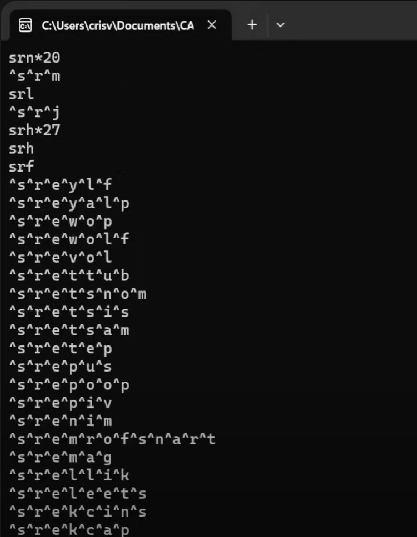 C:\Users\crisv\Documents\CA
srn*20
^s^r^m
srl
^s^r^j
srh*27
srh
srf
^s^r^e^y^l^f
^s^r^e^y^a^l^p
^s^r^e^w^o^p
^s^r^e^w^o^l^f
^s^r^e^v^o^l
^s^r^e^t^t^u^b
^s^r^e^t^s^n^o^m
^s^r^e^t^s^i^s
^s^r^e^t^s^a^m
^s^r^e^t^e^p
^s^r^e^p^u^s
^s^r^e^p^o^o^p
^s^r^e^p^i^v
^s^r^e^n^i^m
^s^r^e^m^r^o^f^s^n^a^r^t
^s^r^e^m^a^g
^s^r^e^l^l^i^k
^s^r^e^l^e^e^t^s
^s^r^e^k^c^i^n^s
^s^r^e^k^c^a^p